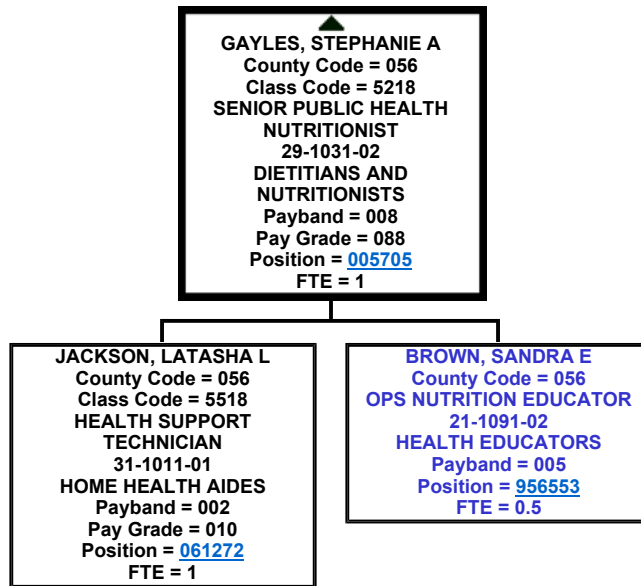 GAYLES, STEPHANIE A
County Code = 056
Class Code = 5218
SENIOR PUBLIC HEALTH
NUTRITIONIST
29-1031-02
DIETITIANS AND
NUTRITIONISTS
Payband = 008
Pay Grade = 088
Position = 005705
FTE = 1
JACKSON, LATASHA L
County Code = 056
Class Code = 5518
HEALTH SUPPORT
TECHNICIAN
31-1011-01
HOME HEALTH AIDES
Payband = 002
Pay Grade = 010
Position = 061272
FTE = 1
BROWN, SANDRA E
County Code = 056
OPS NUTRITION EDUCATOR
21-1091-02
HEALTH EDUCATORS
Payband = 005
Position = 956553
FTE = 0.5